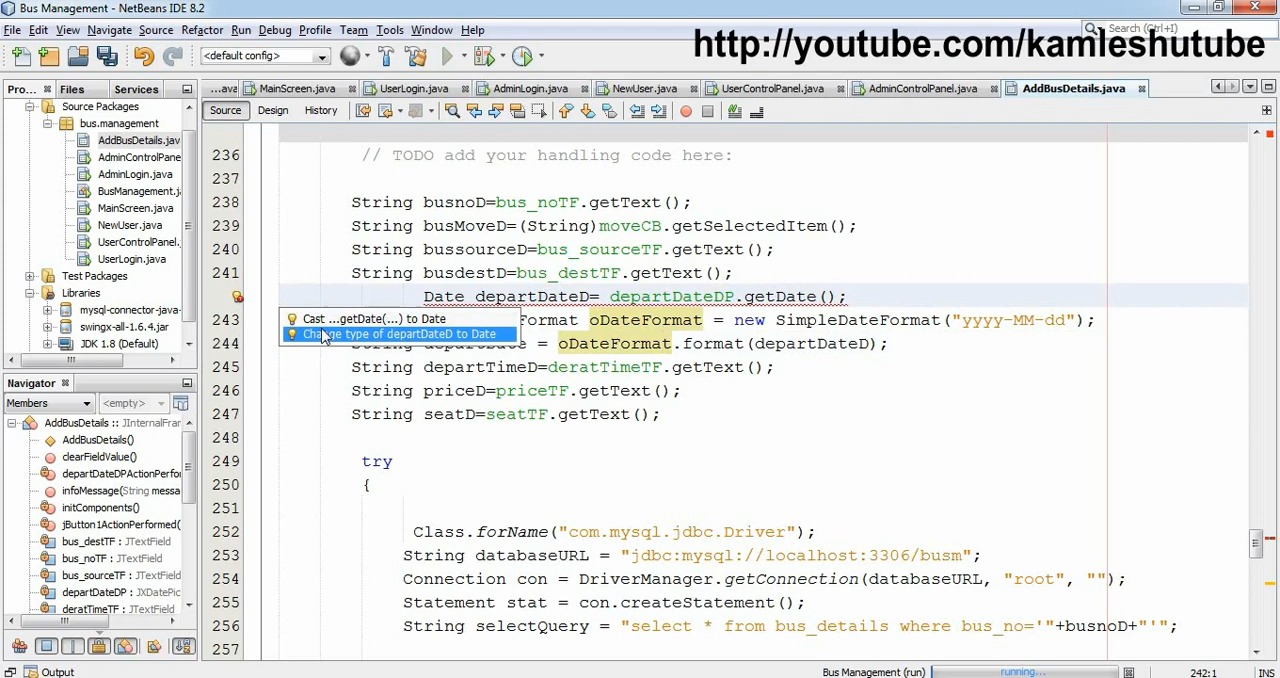 Bus Management - NetBeans IDE 8.2
File Edit View Navigate Source Refactor Run Debug Profile Team Tools Window Help
Search (Ctrl+I)
http://youtube.com/kamleshutube
<default config>
Pro... Files Services
...ava MainScreen.java UserLogin.java AdminLogin.java NewUser.java UserControlPanel.java AdminControlPanel.java AddBusDetails.java
Source Design History
Source Packages
bus.management
AddBusDetails.jav
AdminControlPane
AdminLogin.java
BusManagement.j
MainScreen.java
NewUser.java
UserControlPanel.
UserLogin.java
Test Packages
Libraries
mysql-connector-java-
swingx-all-1.6.4.jar
JDK 1.8 (Default)
Navigator
Members <empty>
AddBusDetails :: JInternalFram
AddBusDetails()
clearFieldValue()
departDateDPActionPerfo
infoMessage(String messa
initComponents()
jButton1ActionPerformed()
bus_destTF : JTextField
bus_noTF : JTextField
bus_sourceTF : JTextField
departDateDP : JXDatePic
deratTimeTF : JTextField
236 // TODO add your handling code here:
237
238 String busnoD=bus_noTF.getText();
239 String busMoveD=(String)moveCB.getSelectedItem();
240 String bussourceD=bus_sourceTF.getText();
241 String busdestD=bus_destTF.getText();
Date departDateD= departDateDP.getDate();
Cast ...getDate(...) to Date
Change type of departDateD to Date
243 Format oDateFormat = new SimpleDateFormat("yyyy-MM-dd");
244 = oDateFormat.format(departDateD);
245 String departTimeD=deratTimeTF.getText();
246 String priceD=priceTF.getText();
247 String seatD=seatTF.getText();
248
249 try
250 {
251
252 Class.forName("com.mysql.jdbc.Driver");
253 String databaseURL = "jdbc:mysql://localhost:3306/busm";
254 Connection con = DriverManager.getConnection(databaseURL, "root", "");
255 Statement stat = con.createStatement();
256 String selectQuery = "select * from bus_details where bus_no='"+busnoD+"'";
257
Output
Bus Management (run) running... 242:1 INS